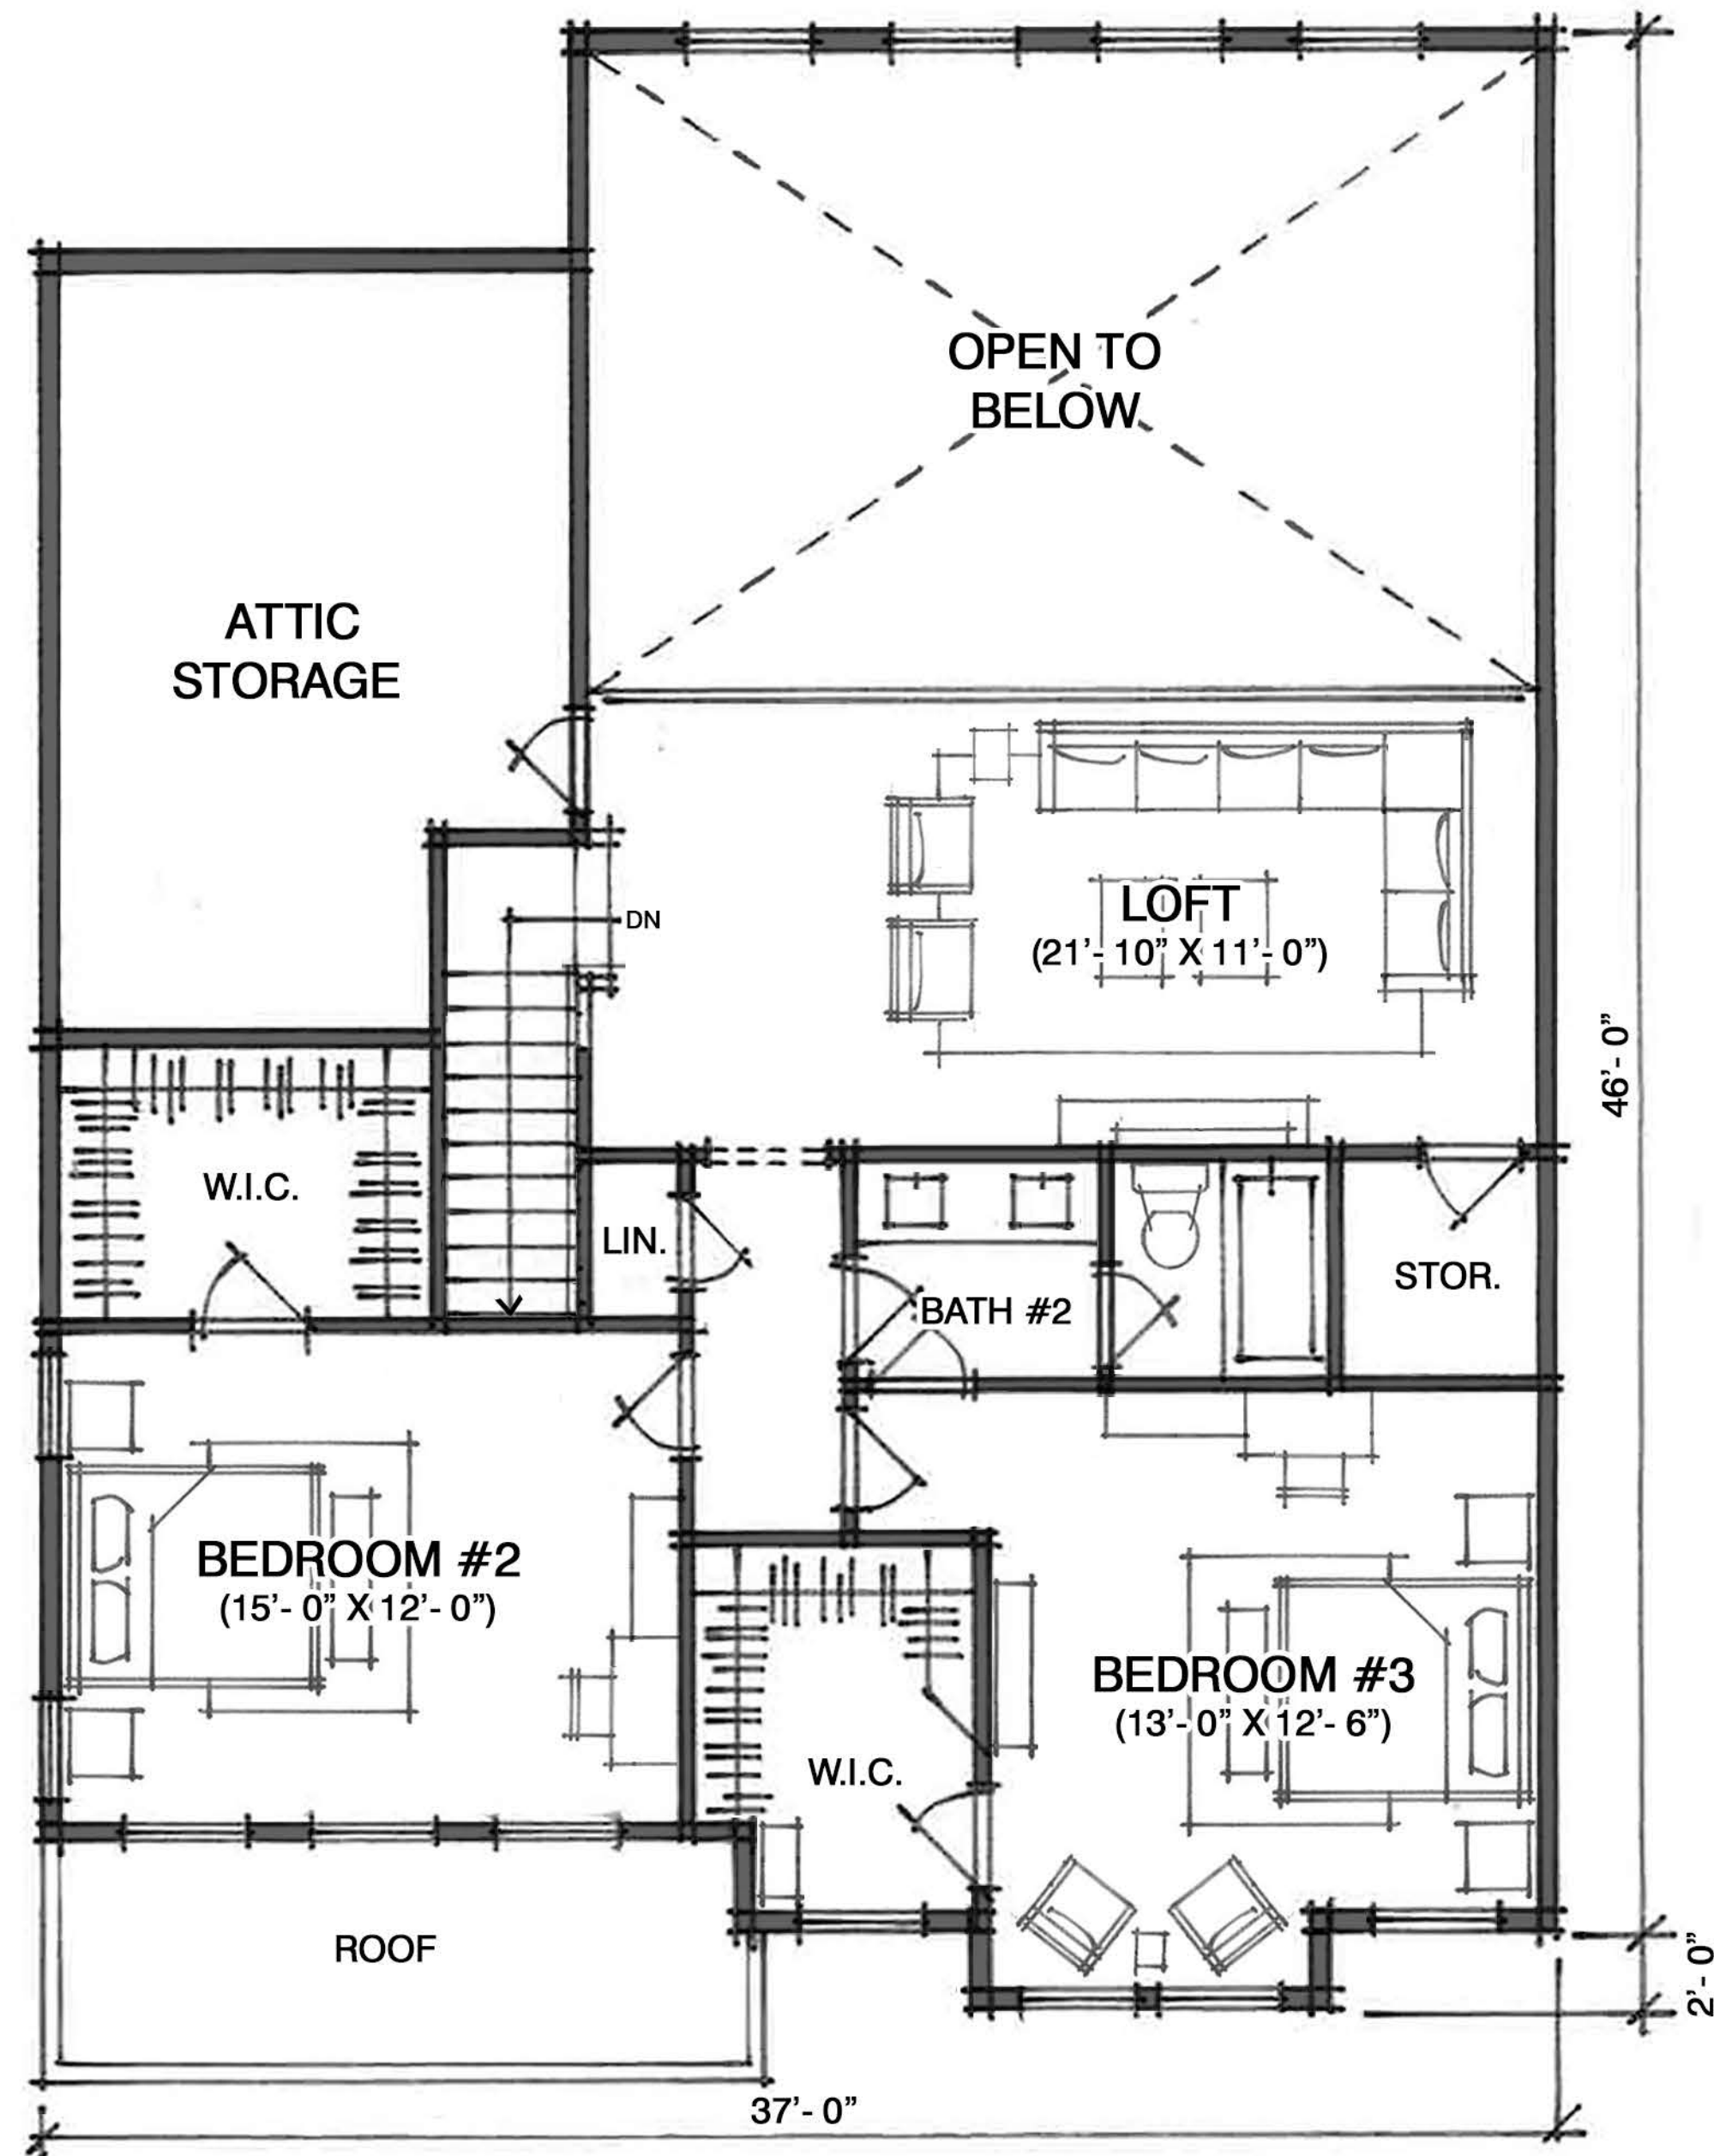 OPEN TO
BELOW
ATTIC
STORAGE
DN
LOFT
(21'- 10" X 11'- 0")
46'- 0"
W.I.C.
LIN.
STOR.
BATH #2
BEDROOM #2
(15'- 0" X 12'- 0")
BEDROOM #3
(13'- 0" X 12'- 6")
W.I.C.
ROOF
2'- 0"
37'- 0"